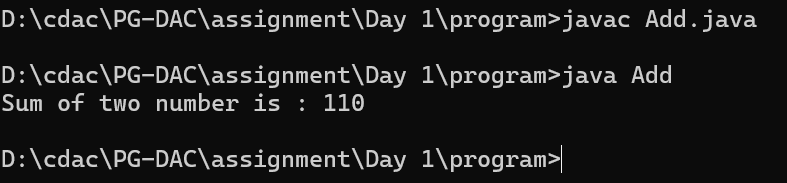 D:\cdac\PG-DAC\assignment\Day 1\program>javac Add.java
D:\cdac\PG-DAC\assignment\Day 1\program>java Add
Sum of two number is : 110
D:\cdac\PG-DAC\assignment\Day 1\program>